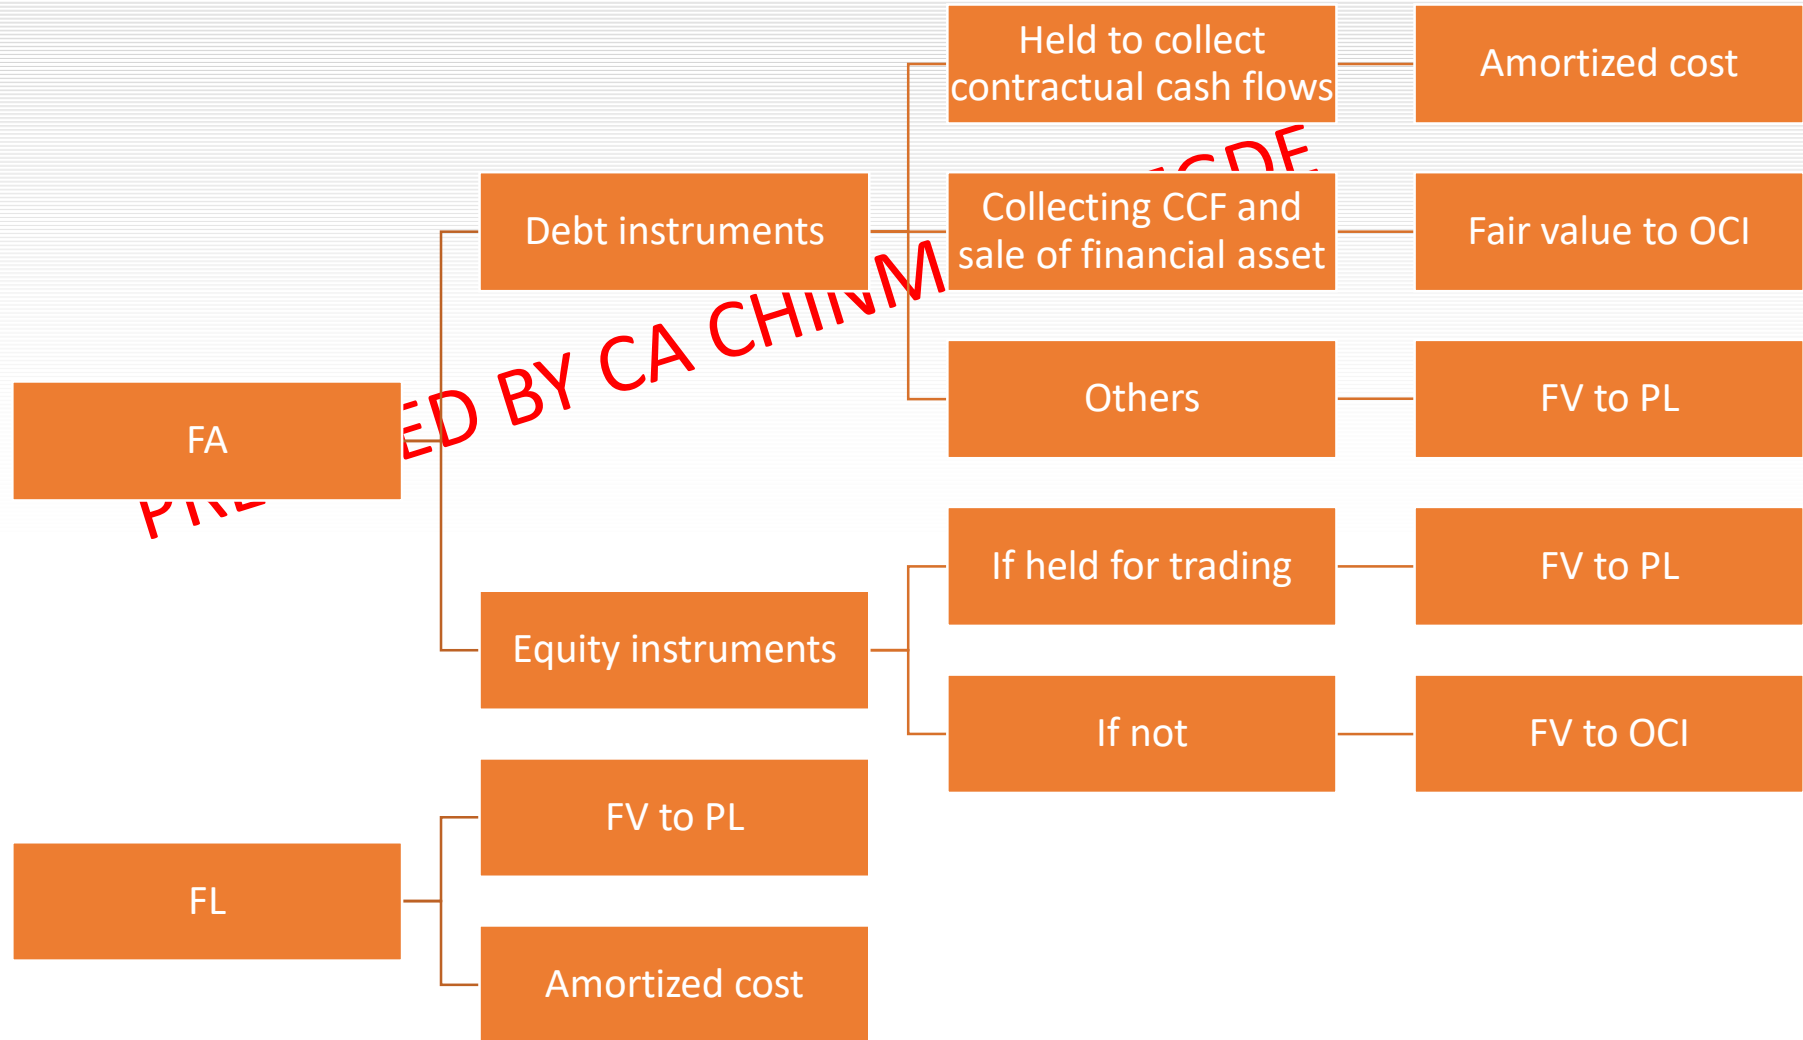 FA
Debt instruments
Held to collect
contractual cash flows
Amortized cost
Collecting CCF and
sale of financial asset
Fair value to OCI
Others
FV to PL
Equity instruments
If held for trading
FV to PL
If not
FV to OCI
FL
FV to PL
Amortized cost
BY CA